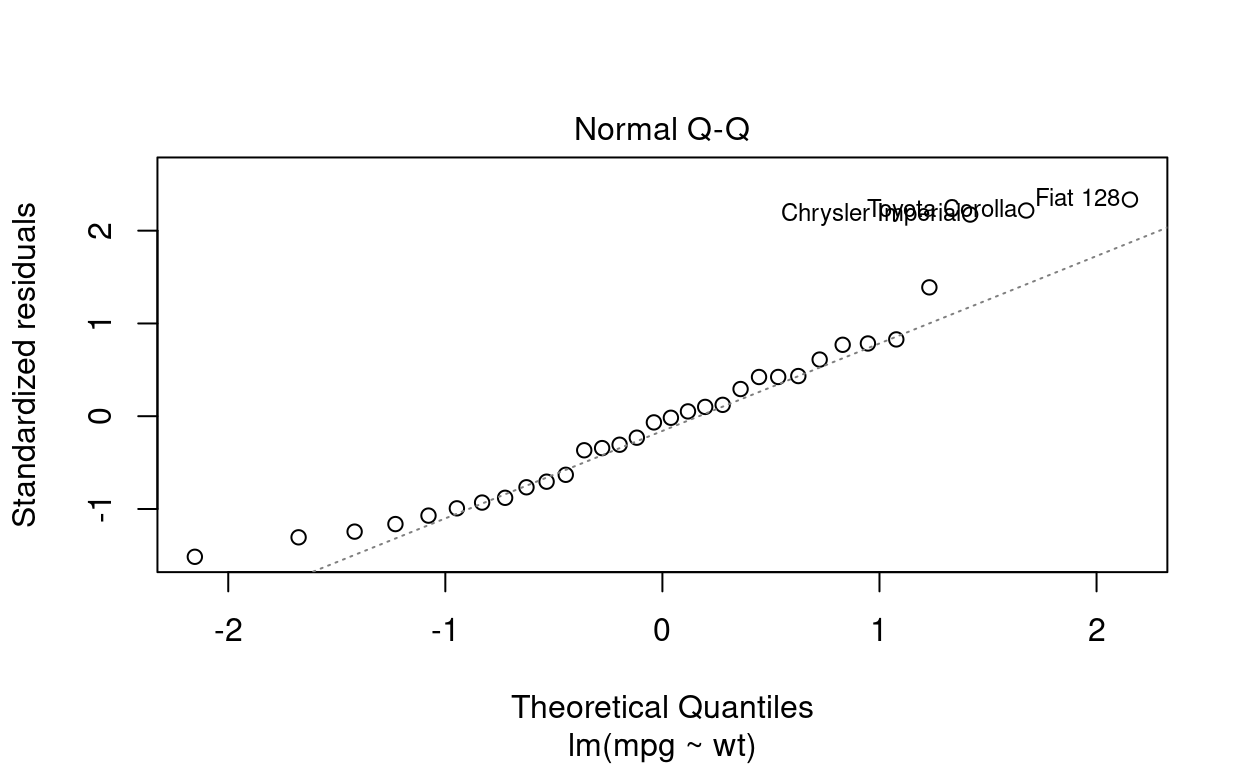 Normal Q-Q
Fiat 128
Toyota Corolla
Chrysler Imperial
2
1
0
-1
Standardized residuals
-2
-1
0
1
2
Theoretical Quantiles
lm(mpg ~ wt)